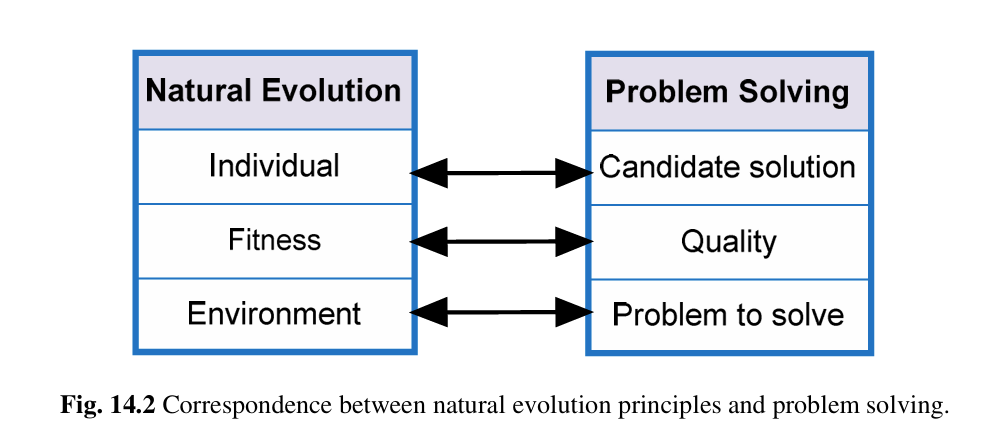 Natural Evolution
Problem Solving
Individual
Candidate solution
Fitness
Quality
Environment
Problem to solve
Fig. 14.2 Correspondence between natural evolution principles and problem solving.